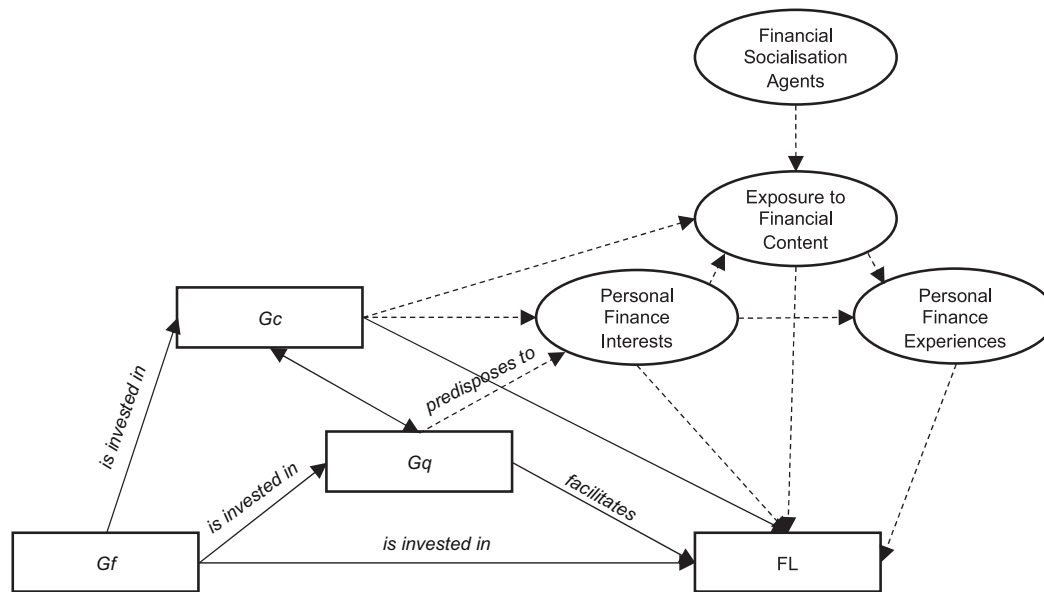 Financial
Socialisation
Agents
Exposure to
Financial
Content
Gc
Personal
Finance
Interests
Personal
Finance
Experiences
is invested in
predisposes to
Gq
is invested in
facilitates
Gf
is invested in
FL